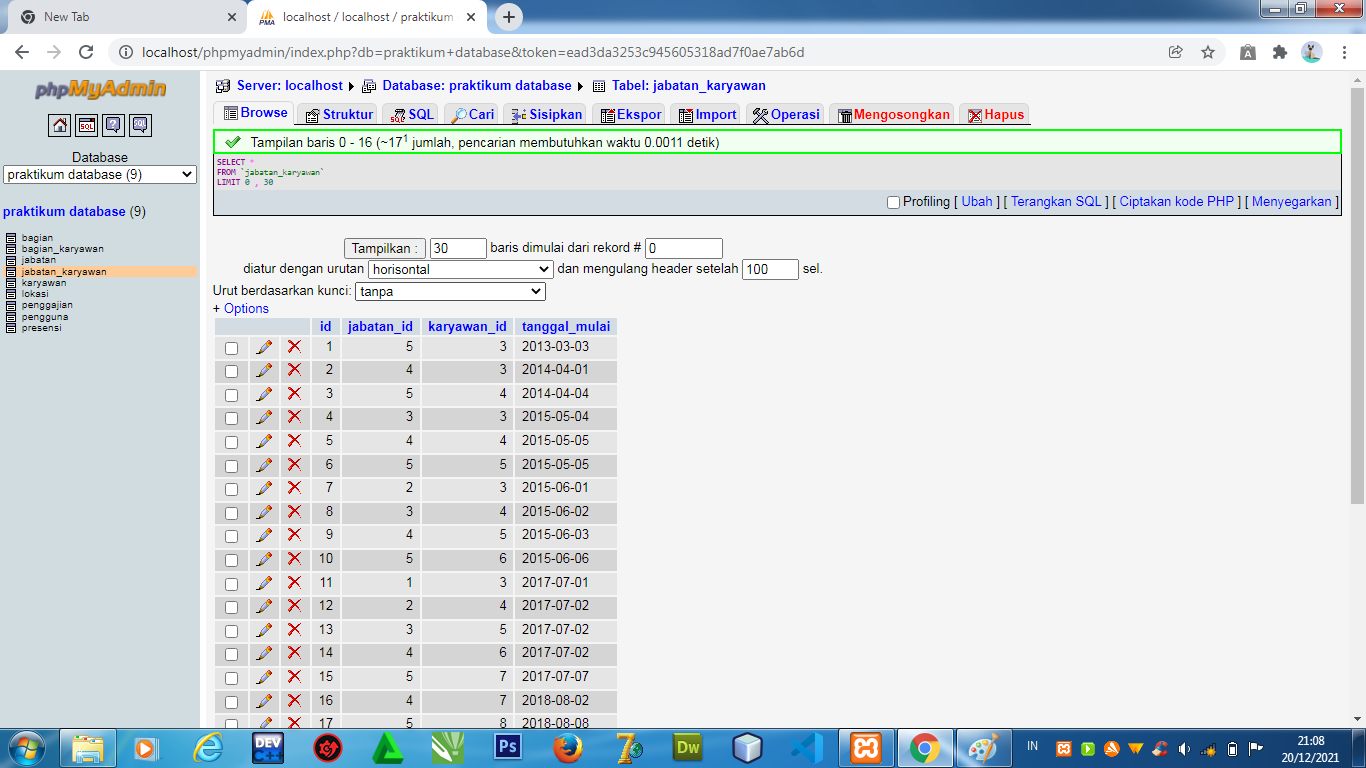 New Tab
localhost / localhost / praktikum
localhost/phpmyadmin/index.php?db=praktikum+database&token=ead3da3253c945605318ad7f0ae7ab6d
phpMyAdmin
SQL
Database
praktikum database (9)
praktikum database (9)
bagian
bagian_karyawan
jabatan
jabatan_karyawan
karyawan
lokasi
penggajian
pengguna
presensi
Server: localhost Database: praktikum database Tabel: jabatan_karyawan
Browse Struktur SQL Cari Sisipkan Ekspor Import Operasi Mengosongkan Hapus
Tampilan baris 0 - 16 (~17¹ jumlah, pencarian membutuhkan waktu 0.0011 detik)
SELECT *
FROM `jabatan_karyawan`
LIMIT 0 , 30
Profiling [ Ubah ] [ Terangkan SQL ] [ Ciptakan kode PHP ] [ Menyegarkan ]
Tampilkan : 30 baris dimulai dari rekord # 0
diatur dengan urutan horisontal dan mengulang header setelah 100 sel.
Urut berdasarkan kunci: tanpa
+ Options
id jabatan_id karyawan_id tanggal_mulai
1 5 3 2013-03-03
2 4 3 2014-04-01
3 5 4 2014-04-04
4 3 3 2015-05-04
5 4 4 2015-05-05
6 5 5 2015-05-05
7 2 3 2015-06-01
8 3 4 2015-06-02
9 4 5 2015-06-03
10 5 6 2015-06-06
11 1 3 2017-07-01
12 2 4 2017-07-02
13 3 5 2017-07-02
14 4 6 2017-07-02
15 5 7 2017-07-07
16 4 7 2018-08-02
17 5 8 2018-08-08
DEV C++
Ps
Dw
IN
21:08
20/12/2021